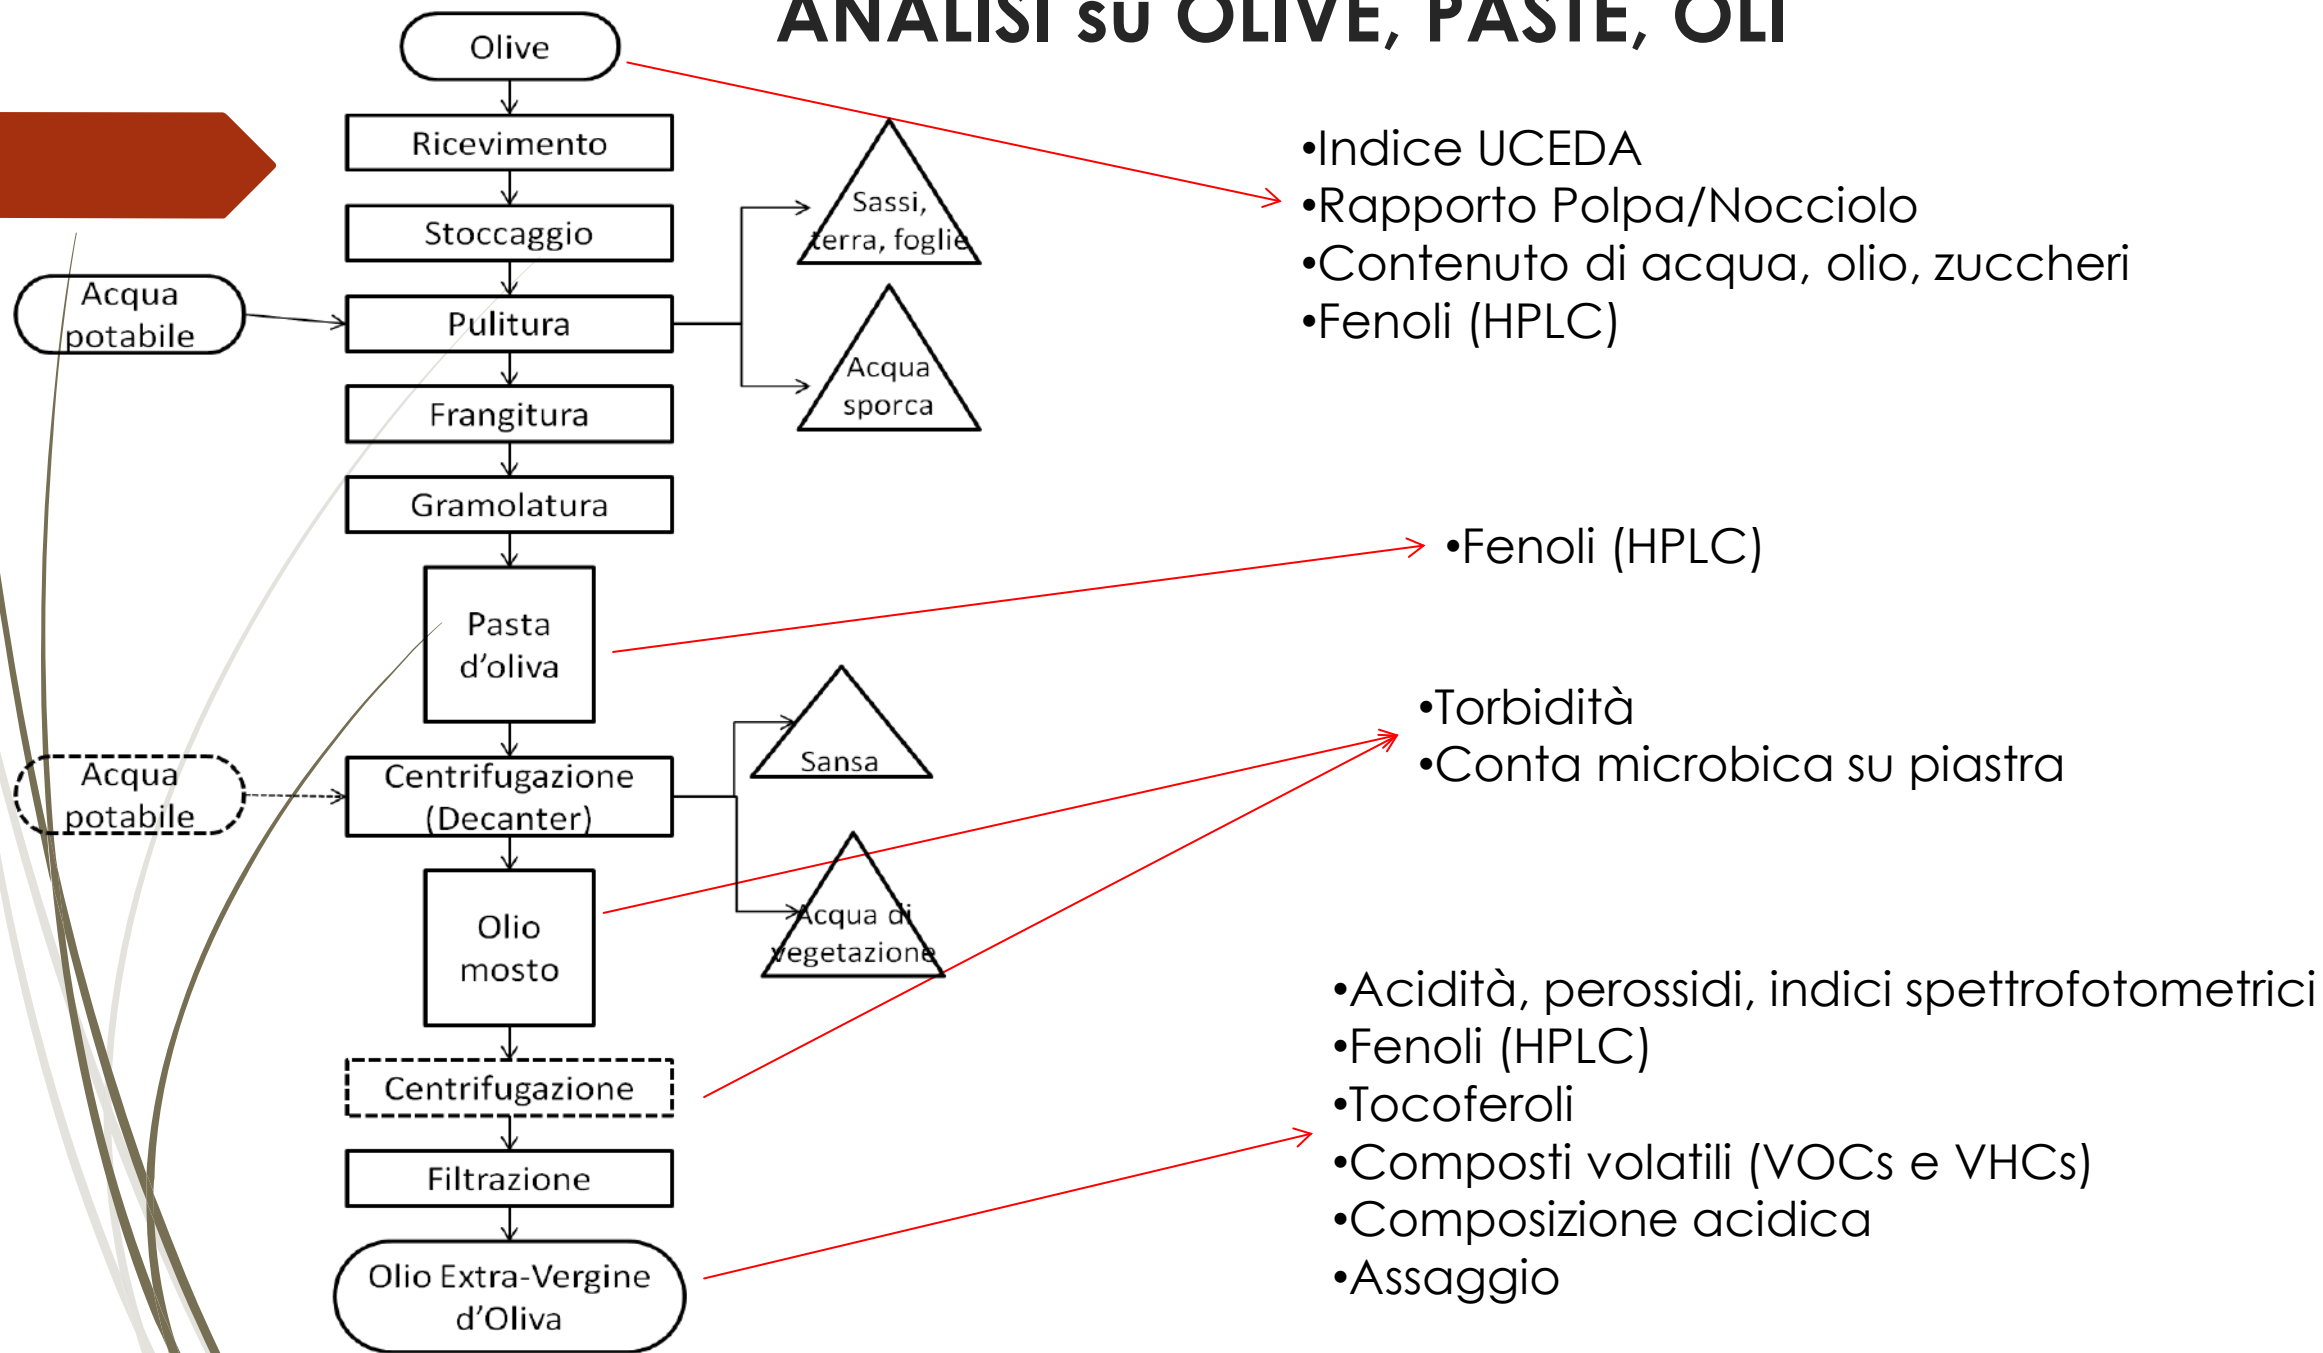 ANALISI su OLIVE, PASTE, OLI
Olive
Ricevimento
Stoccaggio
Acqua
potabile
Pulitura
Sassi,
terra, foglie
Acqua
sporca
Frangitura
Gramolatura
Pasta
d'oliva
Acqua
potabile
Centrifugazione
(Decanter)
Sansa
Acqua di
vegetazione
Olio
mosto
Centrifugazione
Filtrazione
Olio Extra-Vergine
d'Oliva
•Indice UCEDA
•Rapporto Polpa/Nocciolo
•Contenuto di acqua, olio, zuccheri
•Fenoli (HPLC)
•Fenoli (HPLC)
•Torbidità
•Conta microbica su piastra
•Acidità, perossidi, indici spettrofotometrici
•Fenoli (HPLC)
•Tocoferoli
•Composti volatili (VOCs e VHCs)
•Composizione acidica
•Assaggio